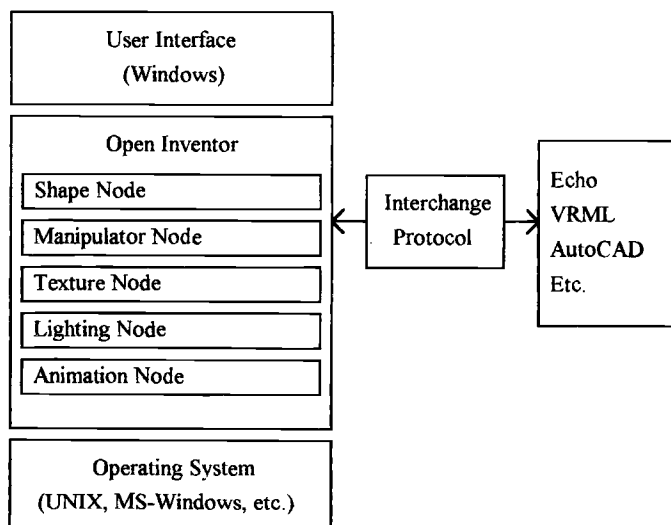 User Interface
(Windows)
Open Inventor
Shape Node
Manipulator Node
Texture Node
Lighting Node
Animation Node
Operating System
(UNIX, MS-Windows, etc.)
Interchange
Protocol
Echo
VRML
AutoCAD
Etc.